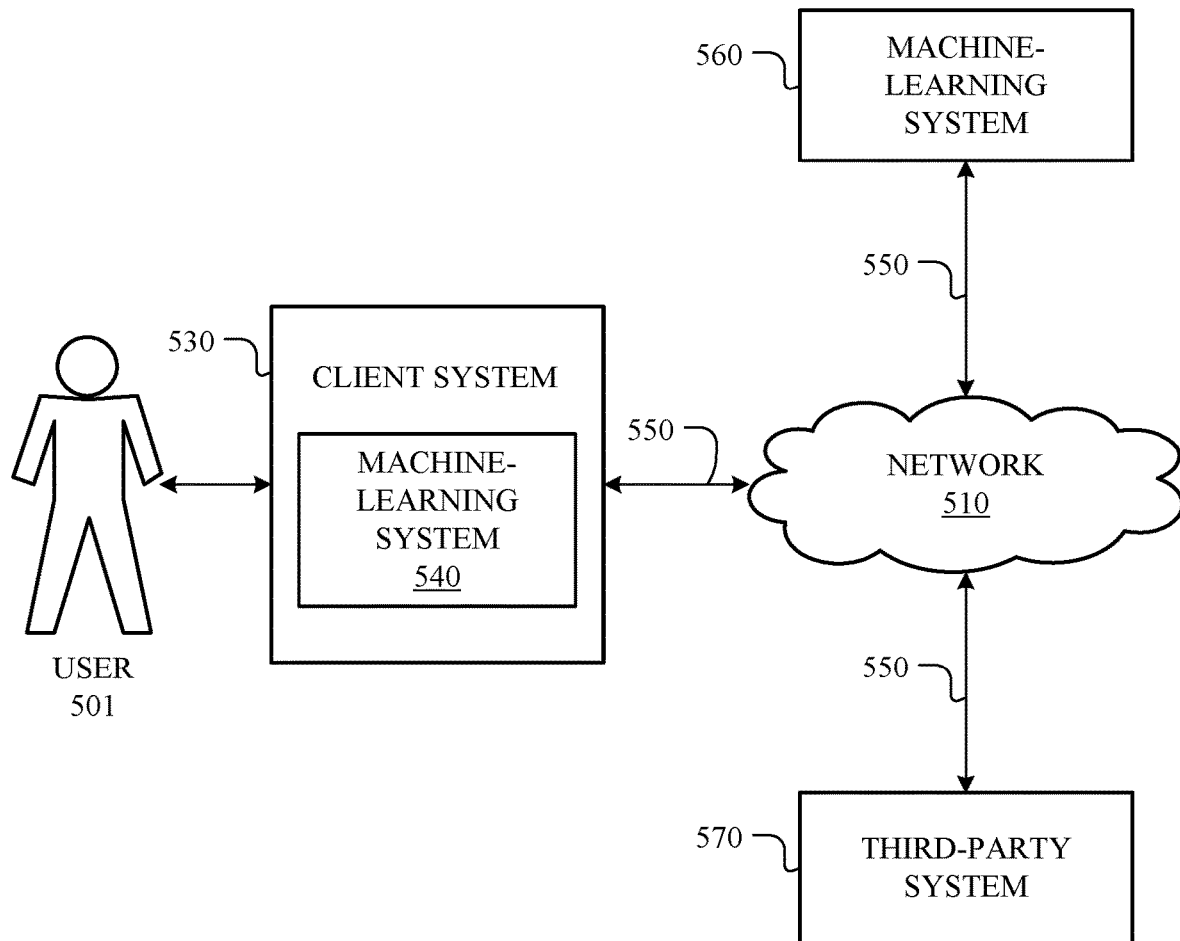 560
MACHINE-
LEARNING
SYSTEM
550
530
CLIENT SYSTEM
550
MACHINE-
LEARNING
SYSTEM
540
NETWORK
510
USER
501
550
570
THIRD-PARTY
SYSTEM